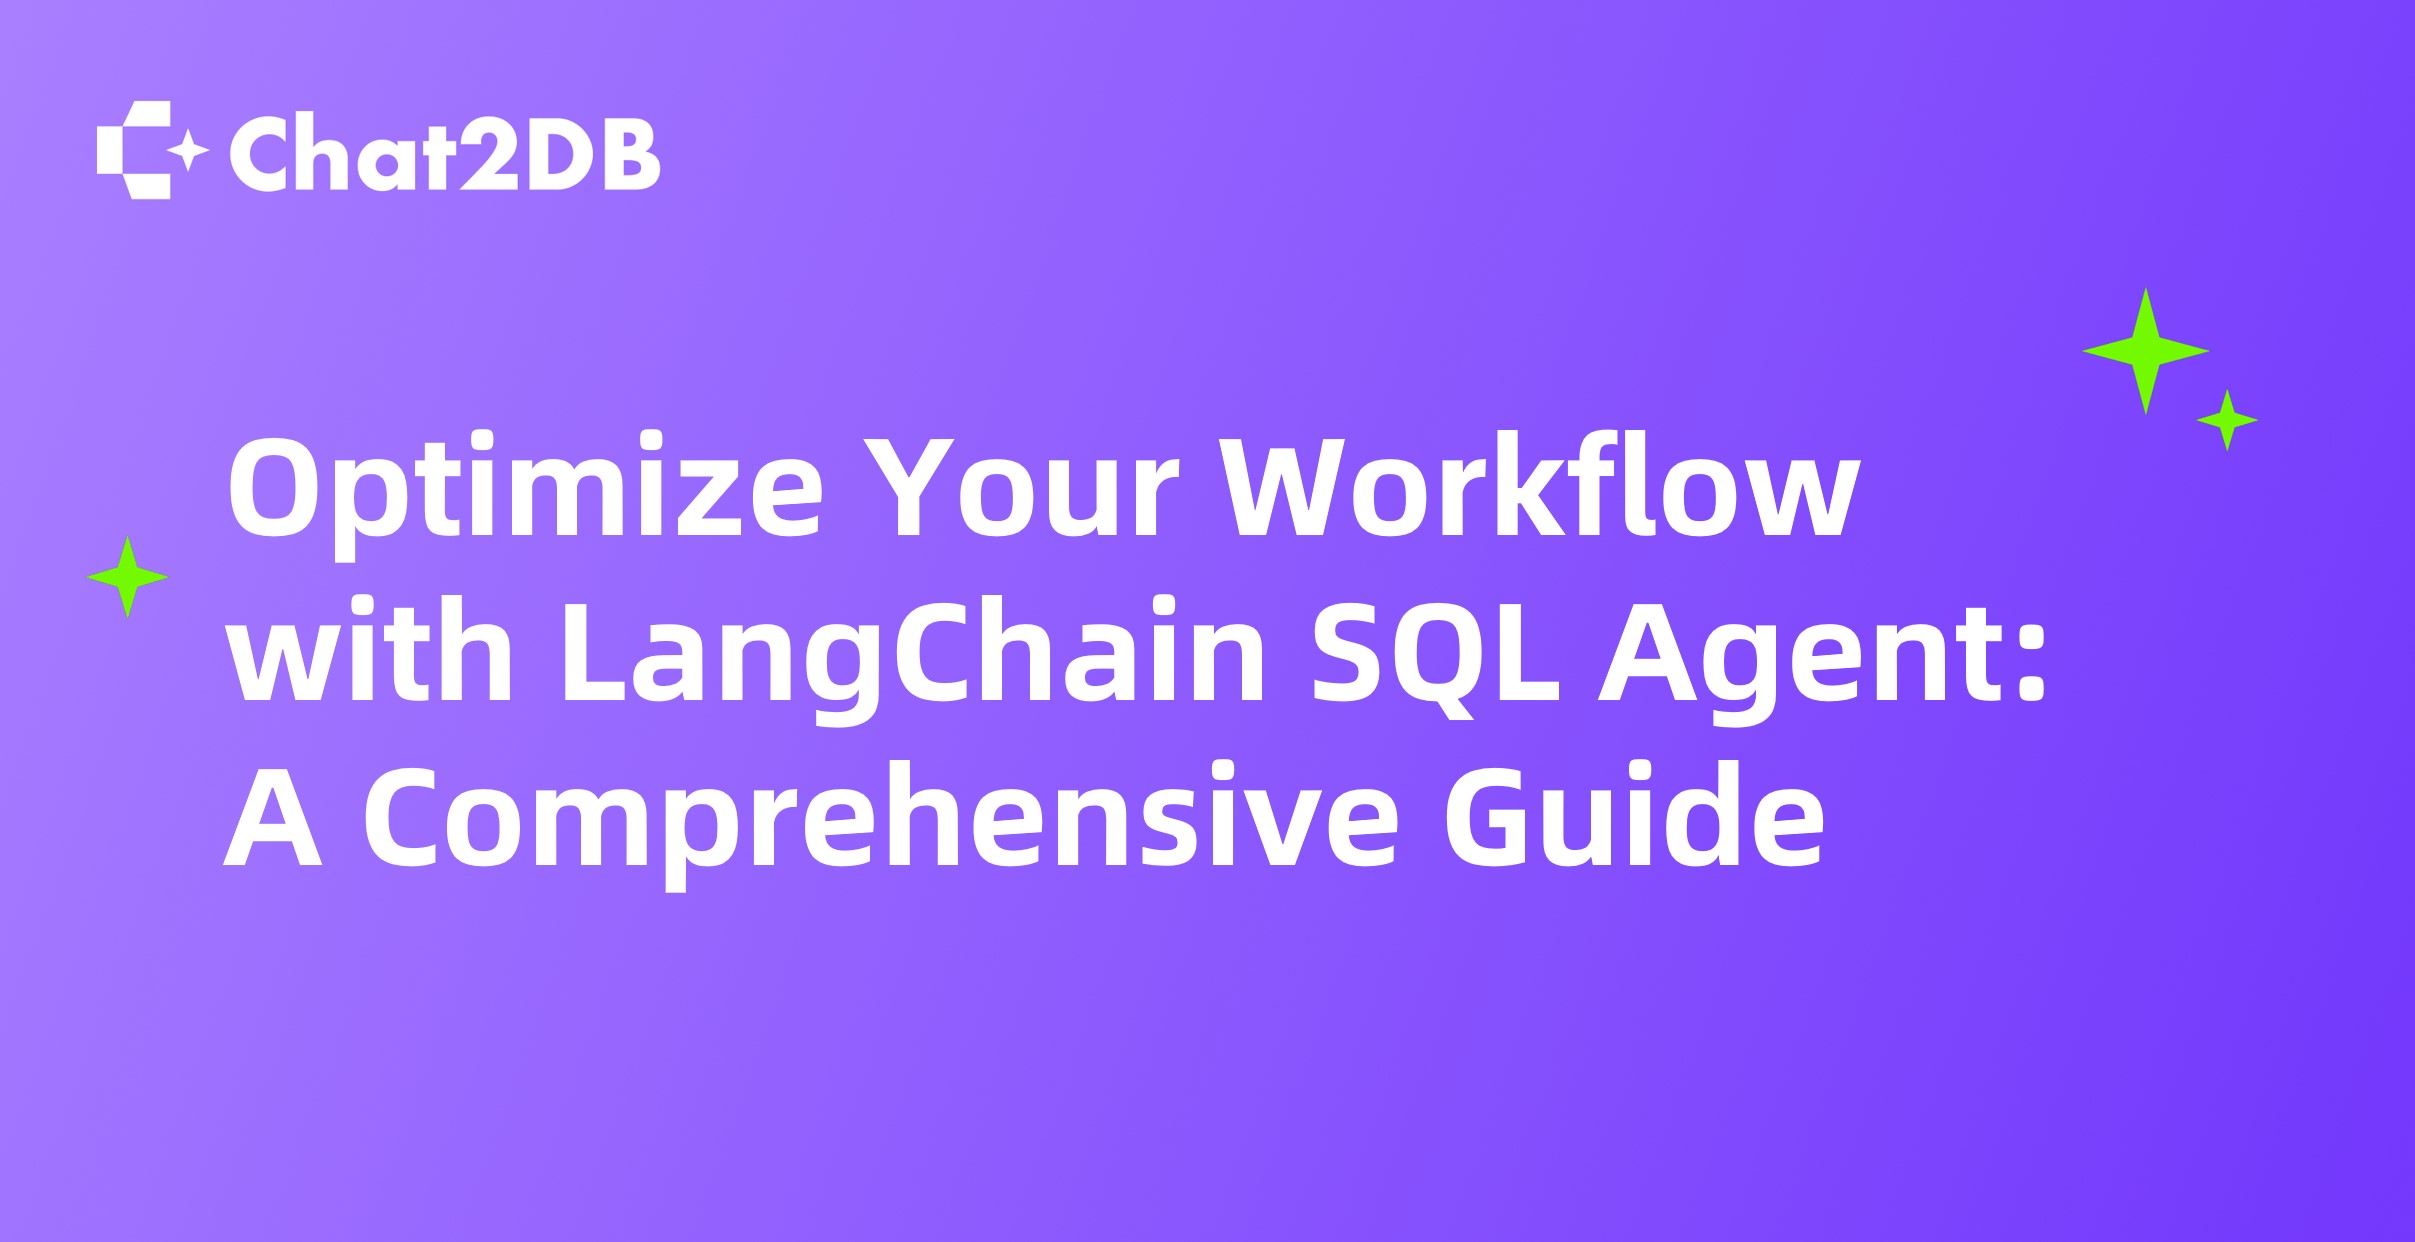 Chat2DB
Optimize Your Workflow
with LangChain SQL Agent:
A Comprehensive Guide